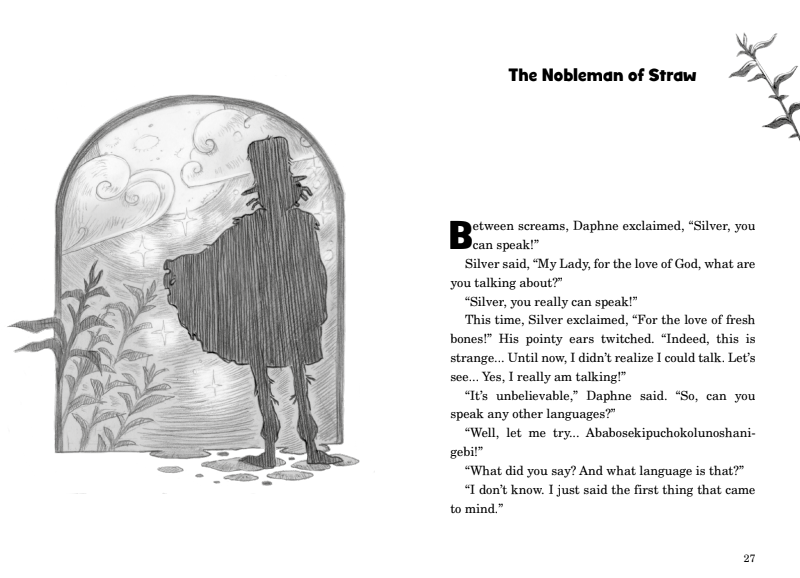 The Nobleman of Straw
Between screams, Daphne exclaimed, “Silver, you
can speak!”
Silver said, “My Lady, for the love of God, what are
you talking about?”
“Silver, you really can speak!”
This time, Silver exclaimed, “For the love of fresh
bones!” His pointy ears twitched. “Indeed, this is
strange... Until now, I didn’t realize I could talk. Let’s
see... Yes, I really am talking!”
“It’s unbelievable,” Daphne said. “So, can you
speak any other languages?”
“Well, let me try... Ababosekipuchokolunoshani-
gebi!”
“What did you say? And what language is that?”
“I don’t know. I just said the first thing that came
to mind.”
27